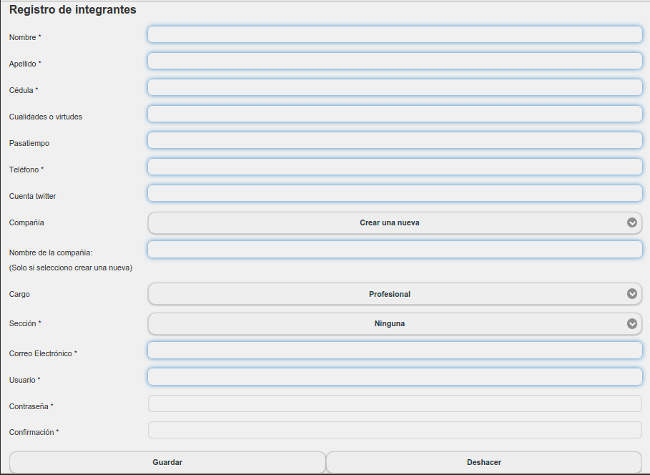 Registro de integrantes
Nombre *
Apellido *
Cédula *
Cualidades o virtudes
Pasatiempo
Teléfono *
Cuenta twitter
Compañía
Crear una nueva
Nombre de la compañía:
(Solo si selecciono crear una nueva)
Cargo
Profesional
Sección *
Ninguna
Correo Electrónico *
Usuario *
Contraseña *
Confirmación *
Guardar
Deshacer